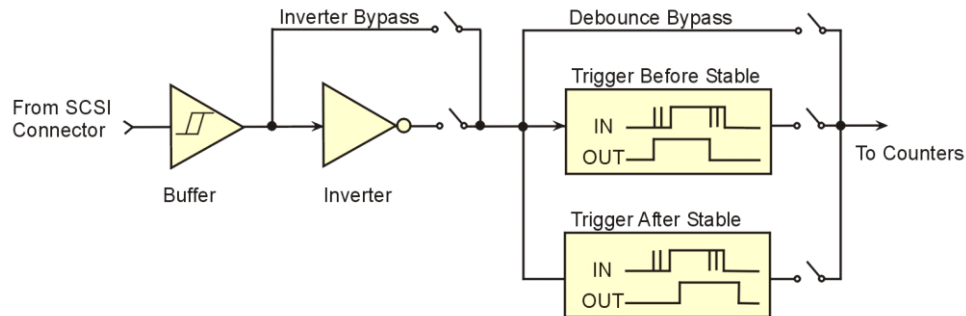 Inverter Bypass
Debounce Bypass
From SCSI
Connector
Buffer
Inverter
Trigger Before Stable
IN
OUT
To Counters
Trigger After Stable
IN
OUT